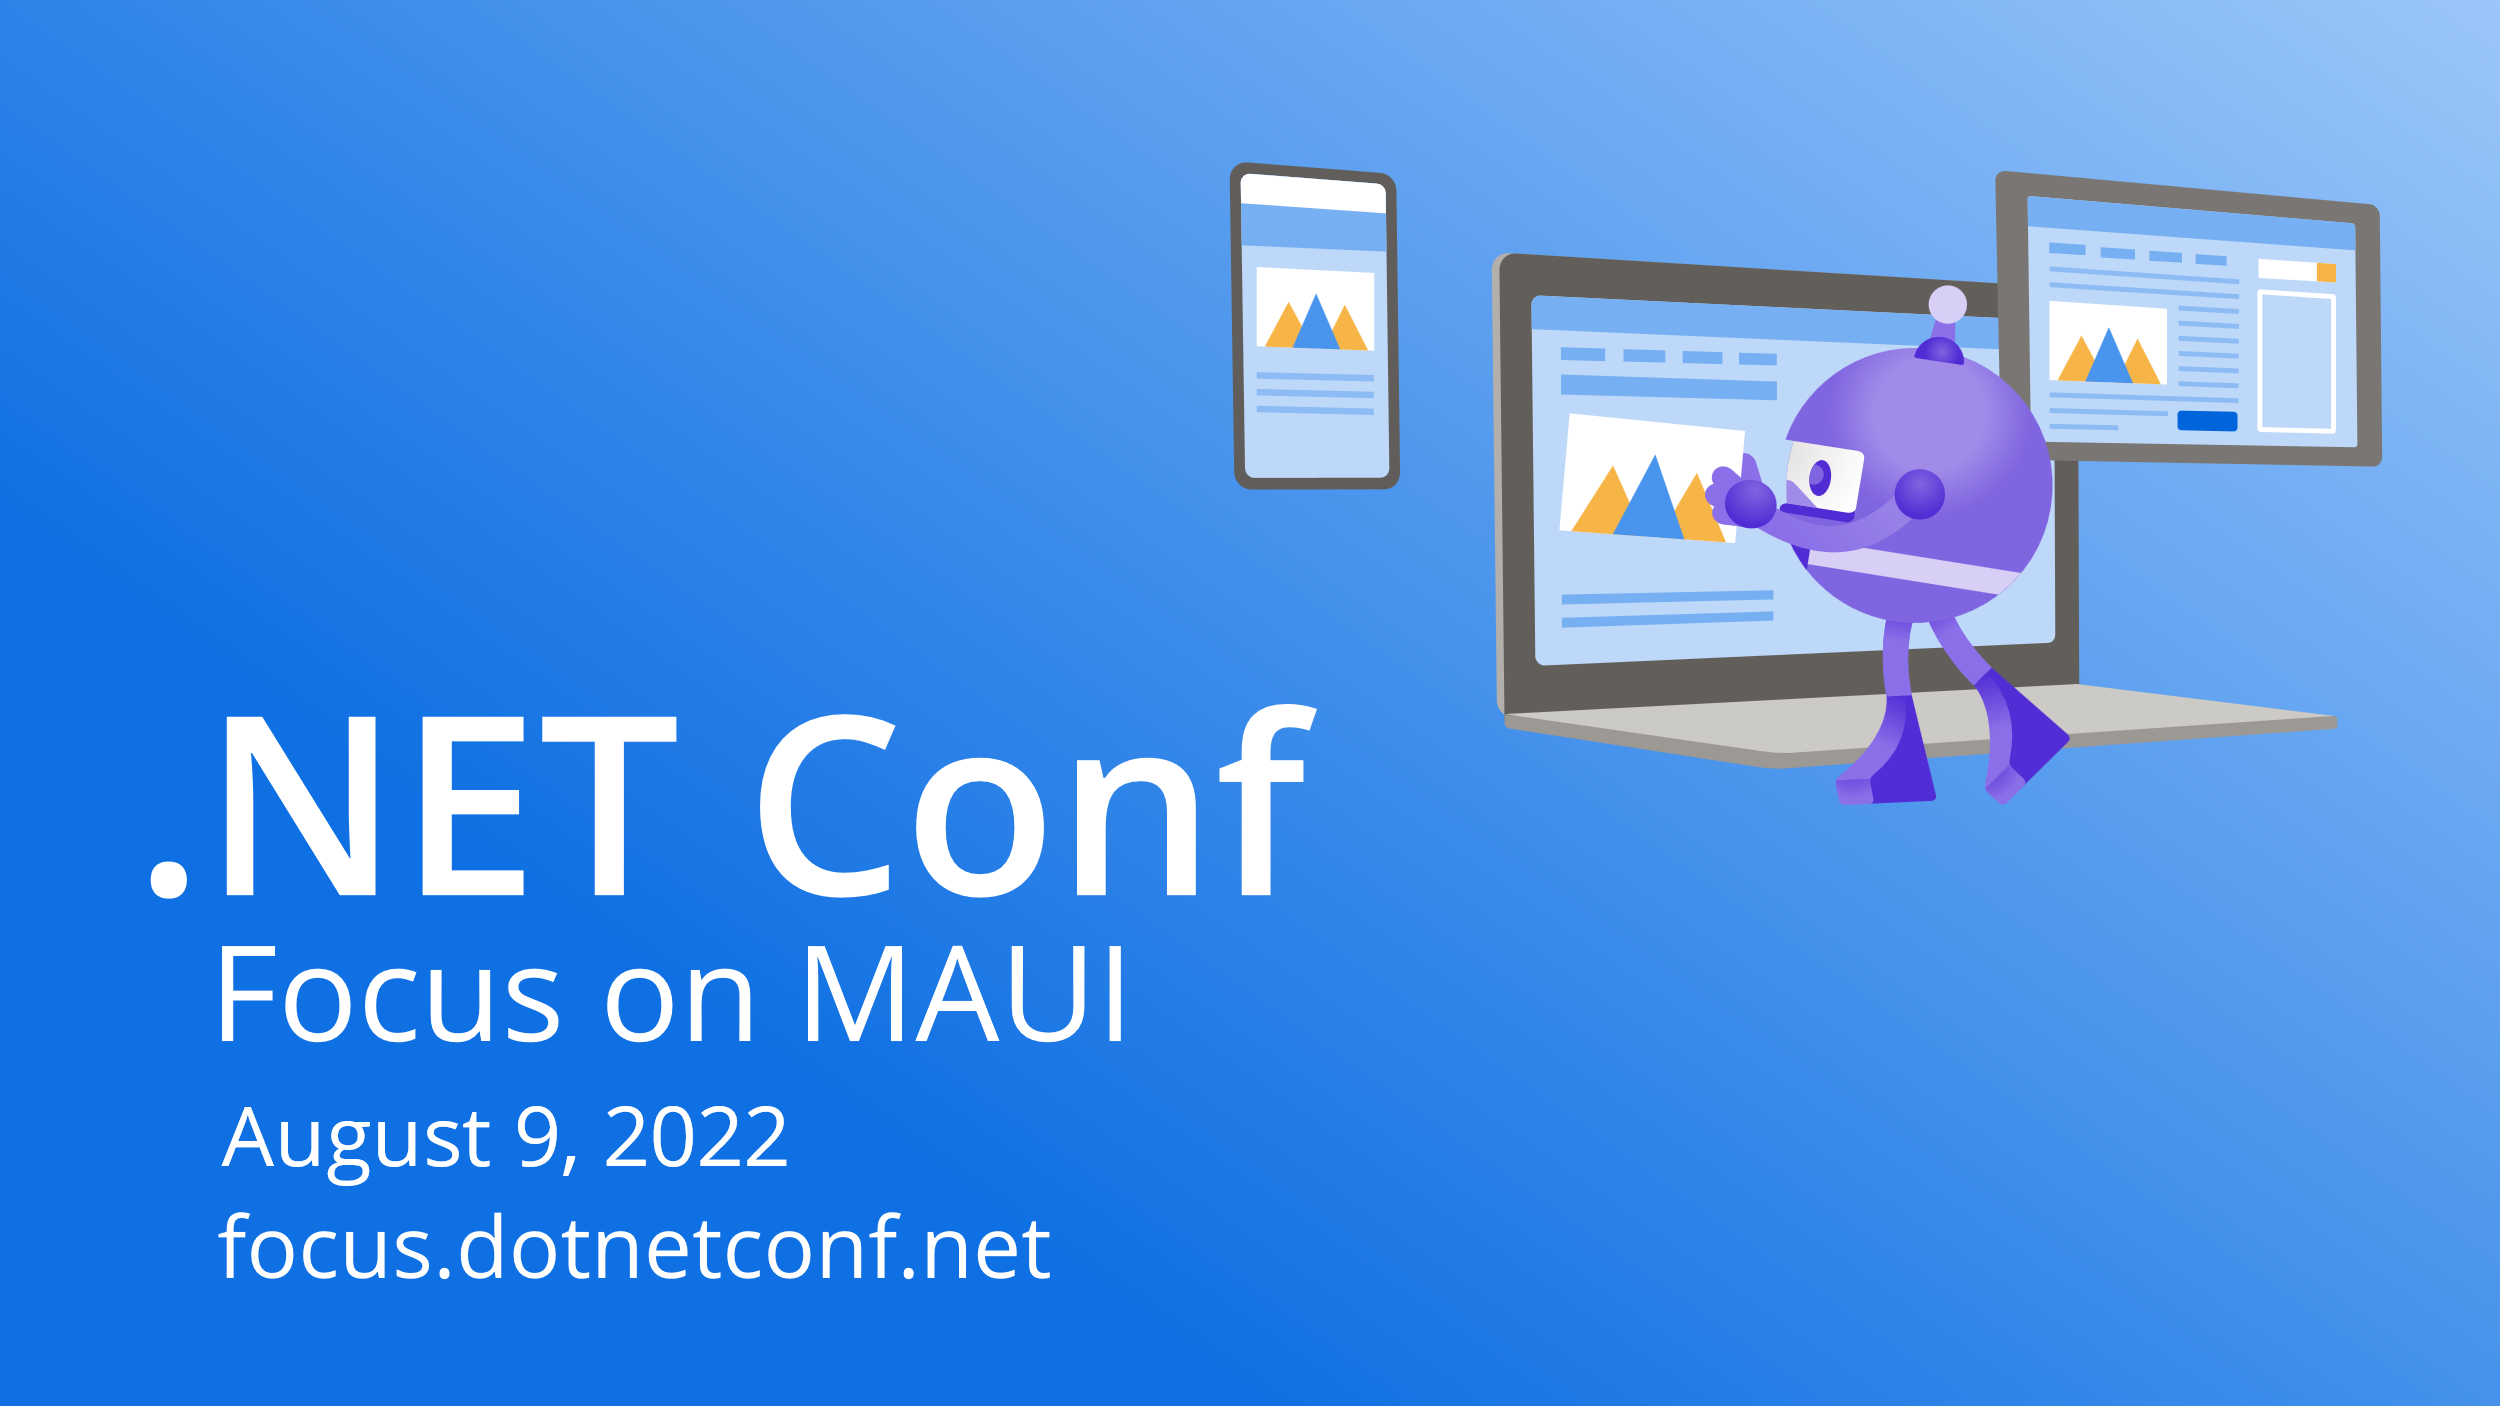 .NET Conf
Focus on MAUI
August 9, 2022
focus.dotnetconf.net